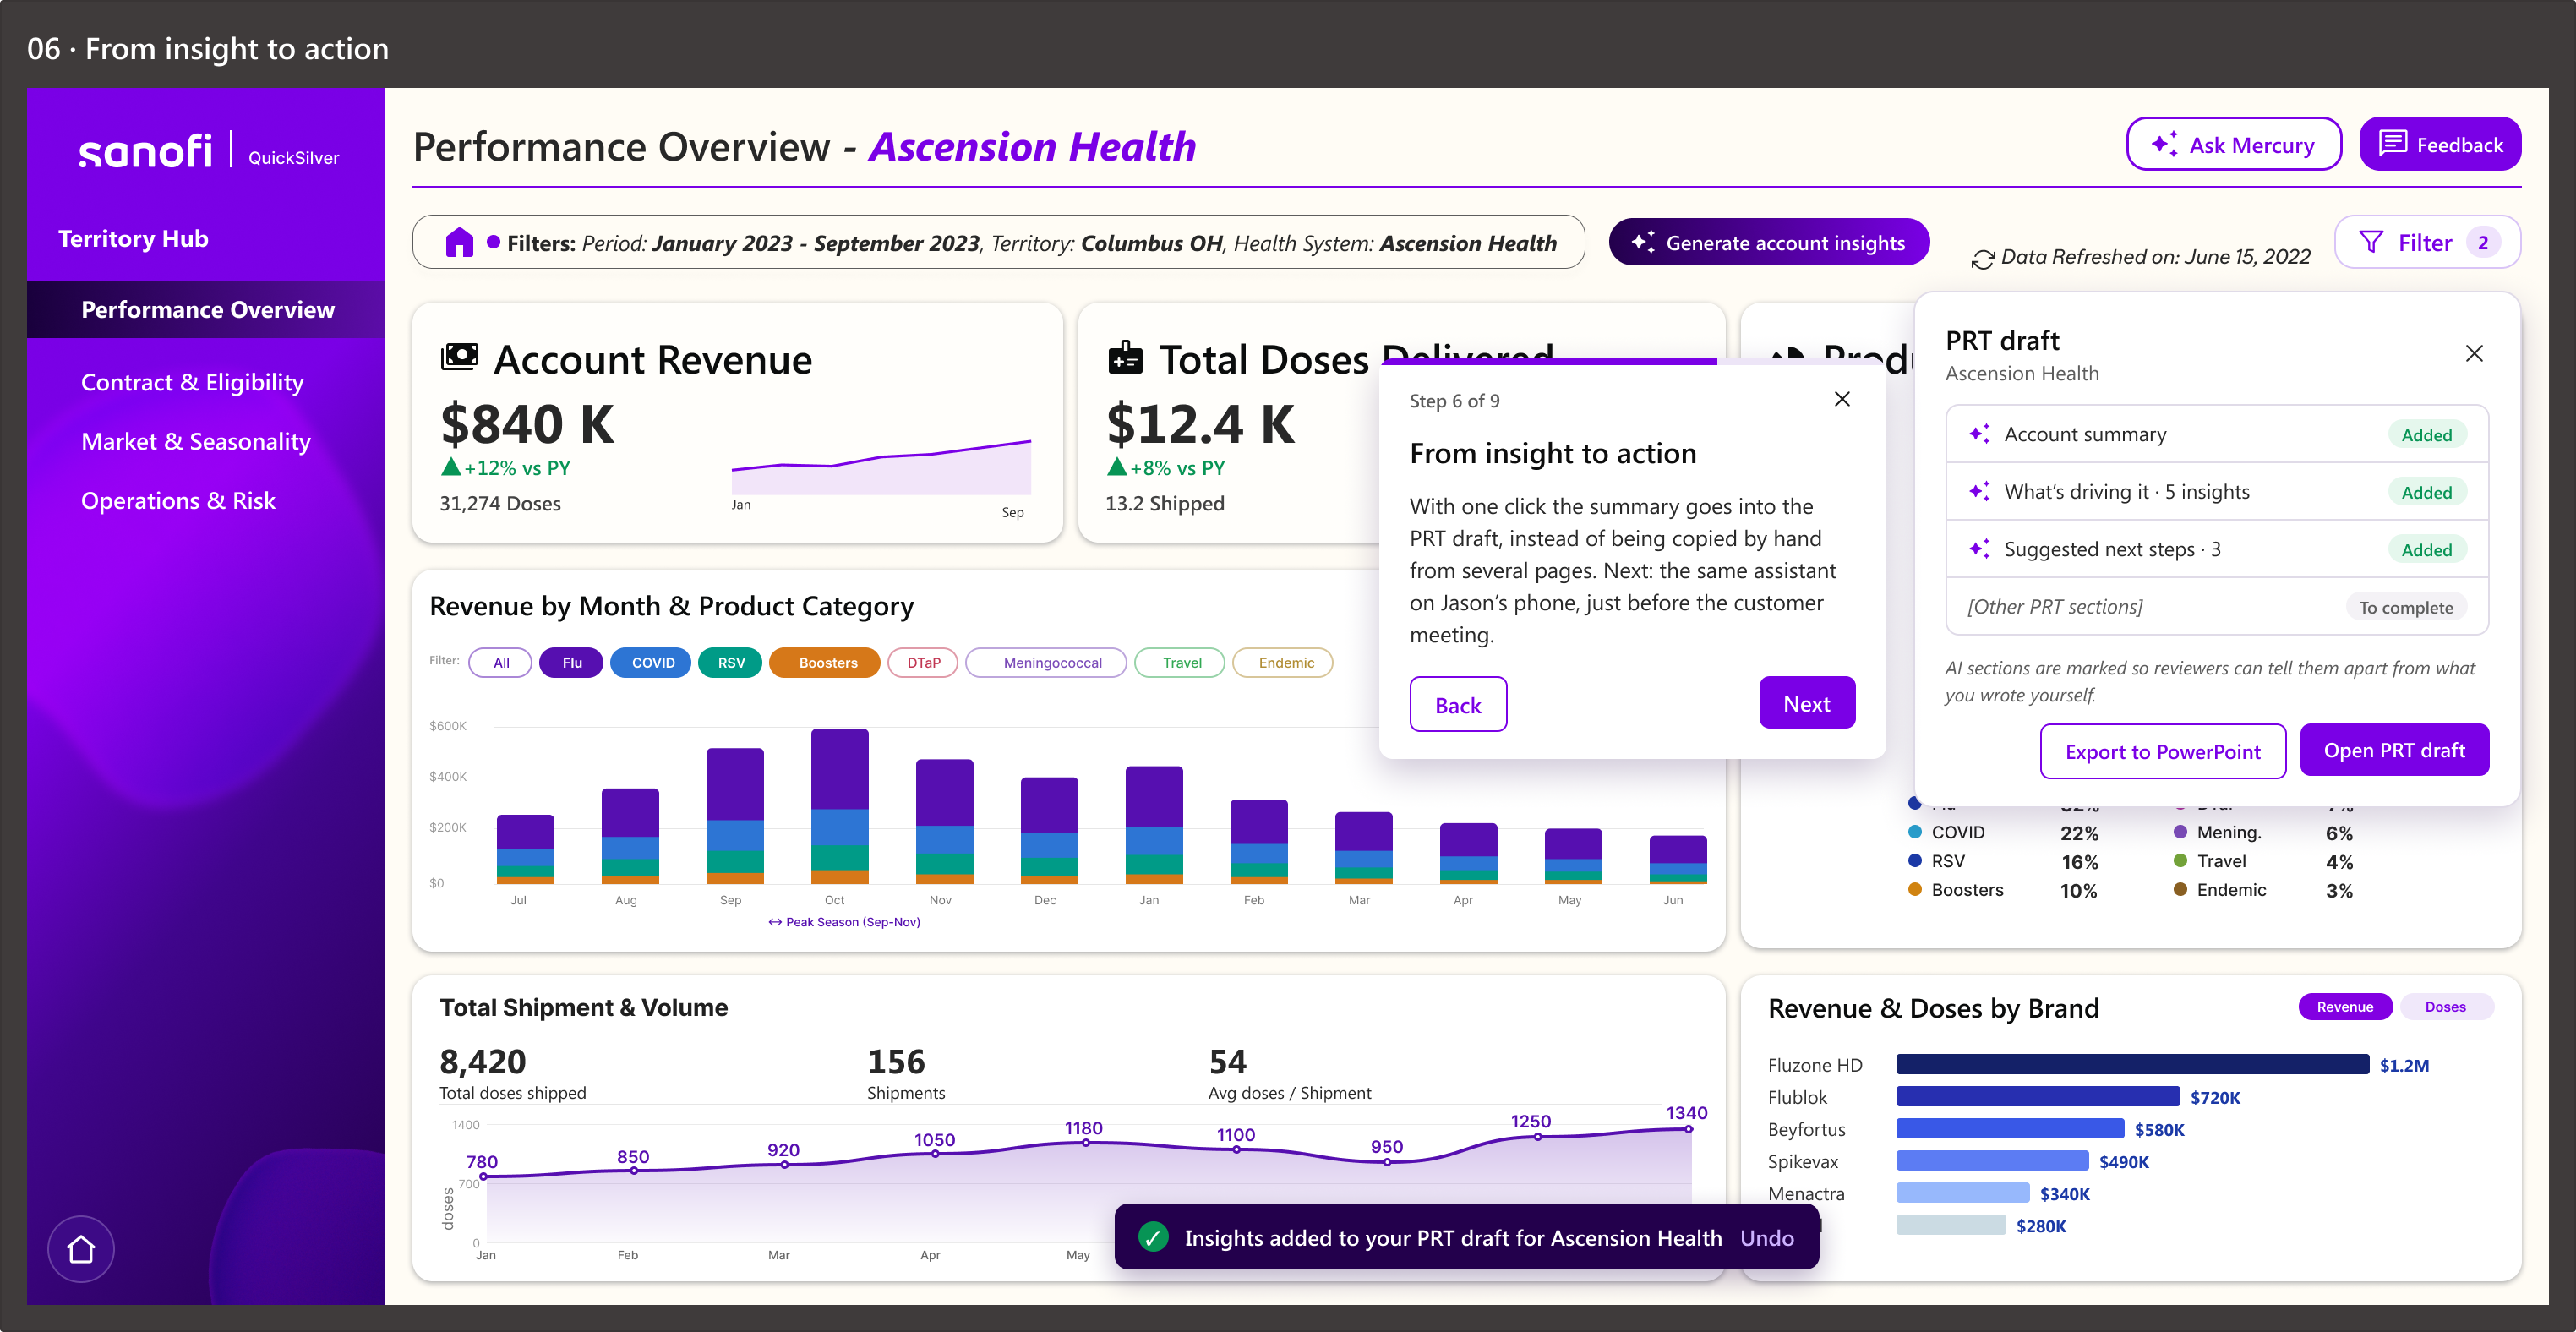 06 · From insight to action
sanofi | QuickSilver
Territory Hub
Performance Overview
Contract & Eligibility
Market & Seasonality
Operations & Risk
Performance Overview - Ascension Health
Ask Mercury
Feedback
Filters: Period: January 2023 - September 2023, Territory: Columbus OH, Health System: Ascension Health
Generate account insights
Data Refreshed on: June 15, 2022
Filter 2
Account Revenue
$840 K
+12% vs PY
31,274 Doses
Jan
Sep
Total Doses Delivered
$12.4 K
+8% vs PY
13.2 Shipped
Step 6 of 9
From insight to action
With one click the summary goes into the
PRT draft, instead of being copied by hand
from several pages. Next: the same assistant
on Jason's phone, just before the customer
meeting.
Back
Next
PRT draft
Ascension Health
Account summary
Added
What's driving it · 5 insights
Added
Suggested next steps · 3
Added
[Other PRT sections]
To complete
AI sections are marked so reviewers can tell them apart from what
you wrote yourself.
Export to PowerPoint
Open PRT draft
Revenue by Month & Product Category
Filter:
All
Flu
COVID
RSV
Boosters
DTaP
Meningococcal
Travel
Endemic
$600K
$400K
$200K
$0
Jul
Aug
Sep
Oct
Nov
Dec
Jan
Feb
Mar
Apr
May
Jun
↔ Peak Season (Sep-Nov)
COVID 22%
Mening. 6%
RSV 16%
Travel 4%
Boosters 10%
Endemic 3%
Total Shipment & Volume
8,420
Total doses shipped
156
Shipments
54
Avg doses / Shipment
1400
700
0
doses
780
850
920
1050
1180
1100
950
1250
1340
Jan
Feb
Mar
Apr
May
Insights added to your PRT draft for Ascension Health Undo
Revenue & Doses by Brand
Revenue
Doses
Fluzone HD $1.2M
Flublok $720K
Beyfortus $580K
Spikevax $490K
Menactra $340K
$280K